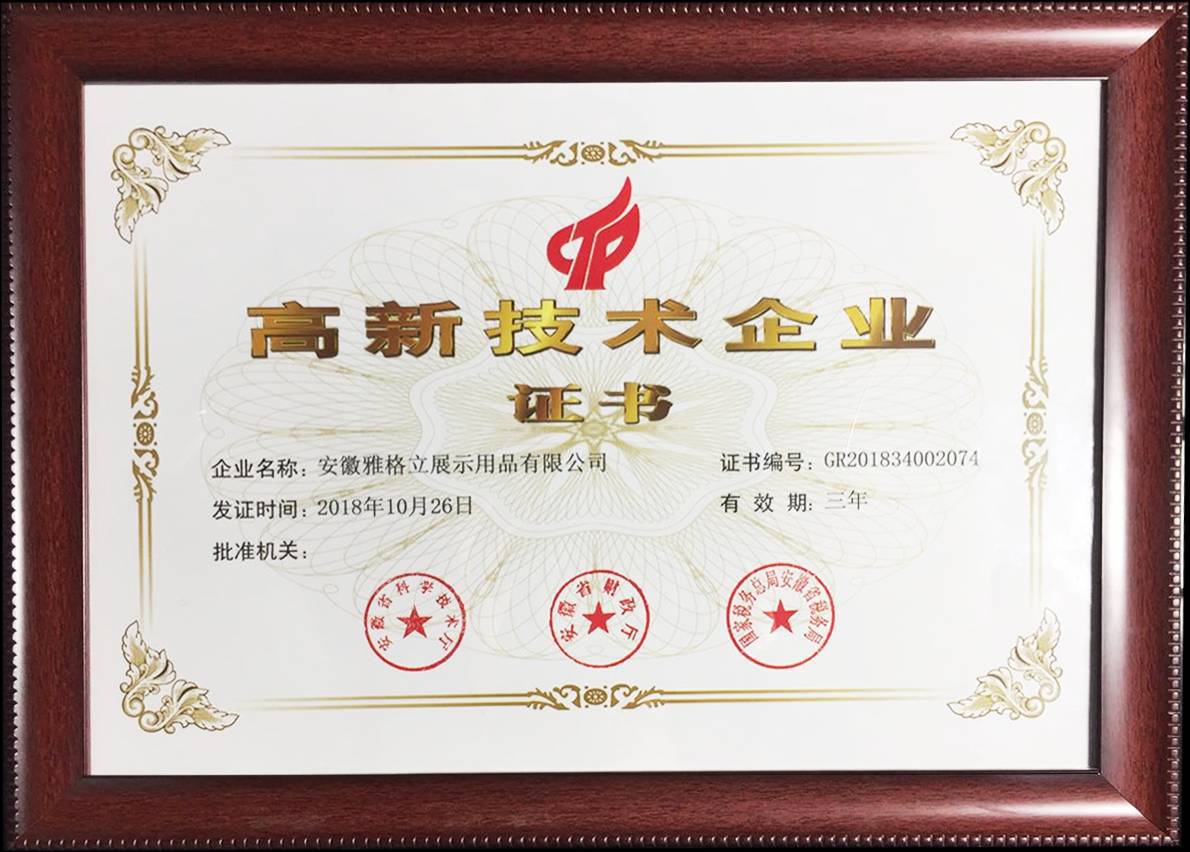 高新技术企业
证书
企业名称：安徽雅格立展示用品有限公司
证书编号：GR201834002074
发证时间：2018年10月26日
有效期：三年
批准机关：
安徽省科学技术厅
安徽省财政厅
国家税务总局安徽省税务局